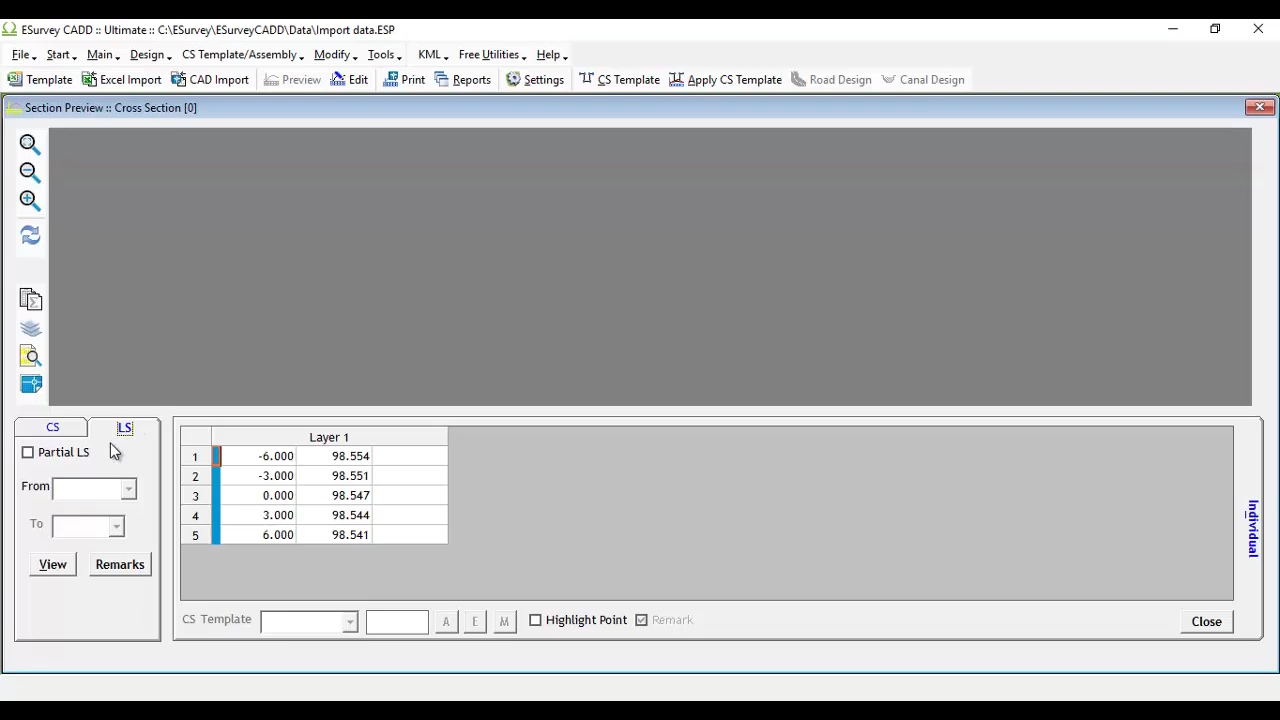 ESurvey CADD :: Ultimate :: C:\ESurvey\ESurveyCADD\Data\Import data.ESP
File Start Main Design CS Template/Assembly Modify Tools KML Free Utilities Help
Template Excel Import CAD Import Preview Edit Print Reports Settings CS Template Apply CS Template Road Design Canal Design
Section Preview :: Cross Section [0]
CS LS
Partial LS
From
To
View Remarks
Layer 1
1 -6.000 98.554
2 -3.000 98.551
3 0.000 98.547
4 3.000 98.544
5 6.000 98.541
Individual
CS Template A E M Highlight Point Remark Close